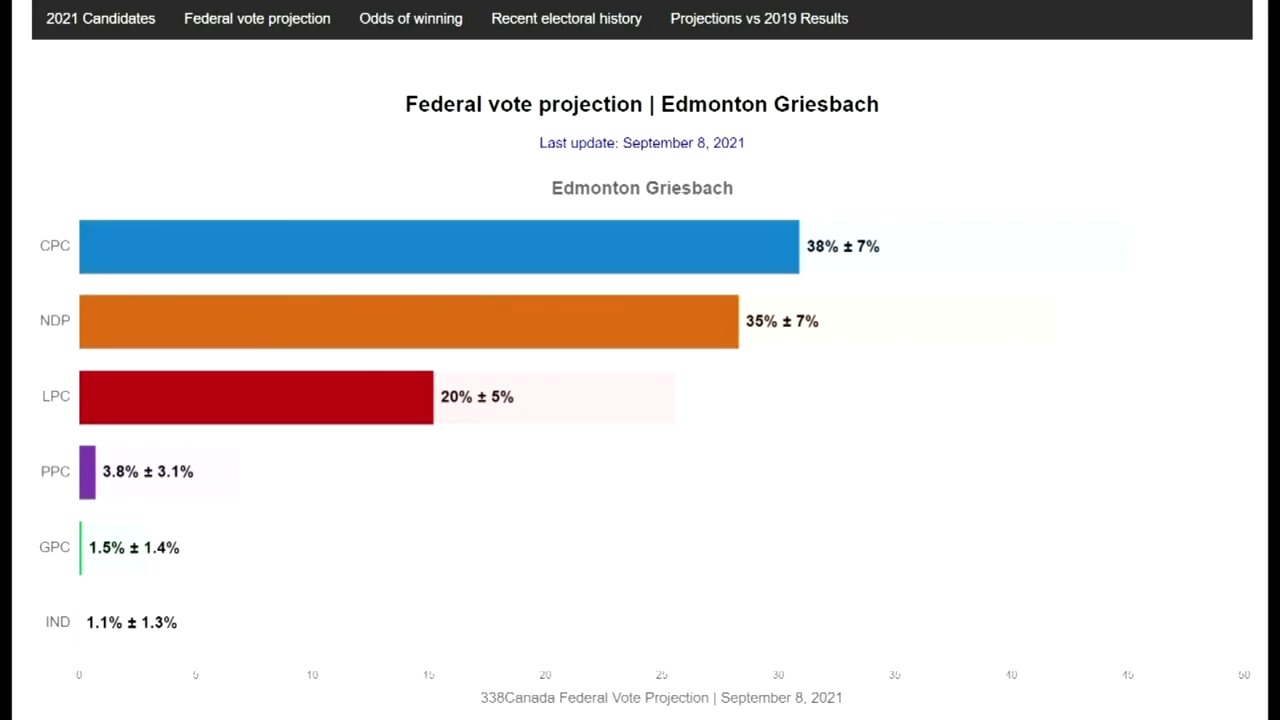 2021 Candidates Federal vote projection Odds of winning Recent electoral history Projections vs 2019 Results
Federal vote projection | Edmonton Griesbach
Last update: September 8, 2021
Edmonton Griesbach
CPC 38% ± 7%
NDP 35% ± 7%
LPC 20% ± 5%
PPC 3.8% ± 3.1%
GPC 1.5% ± 1.4%
IND 1.1% ± 1.3%
0 5 10 15 20 25 30 35 40 45 50
338Canada Federal Vote Projection | September 8, 2021